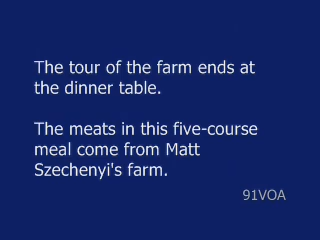 The tour of the farm ends at
the dinner table.
The meats in this five-course
meal come from Matt
Szechenyi's farm.
91VOA